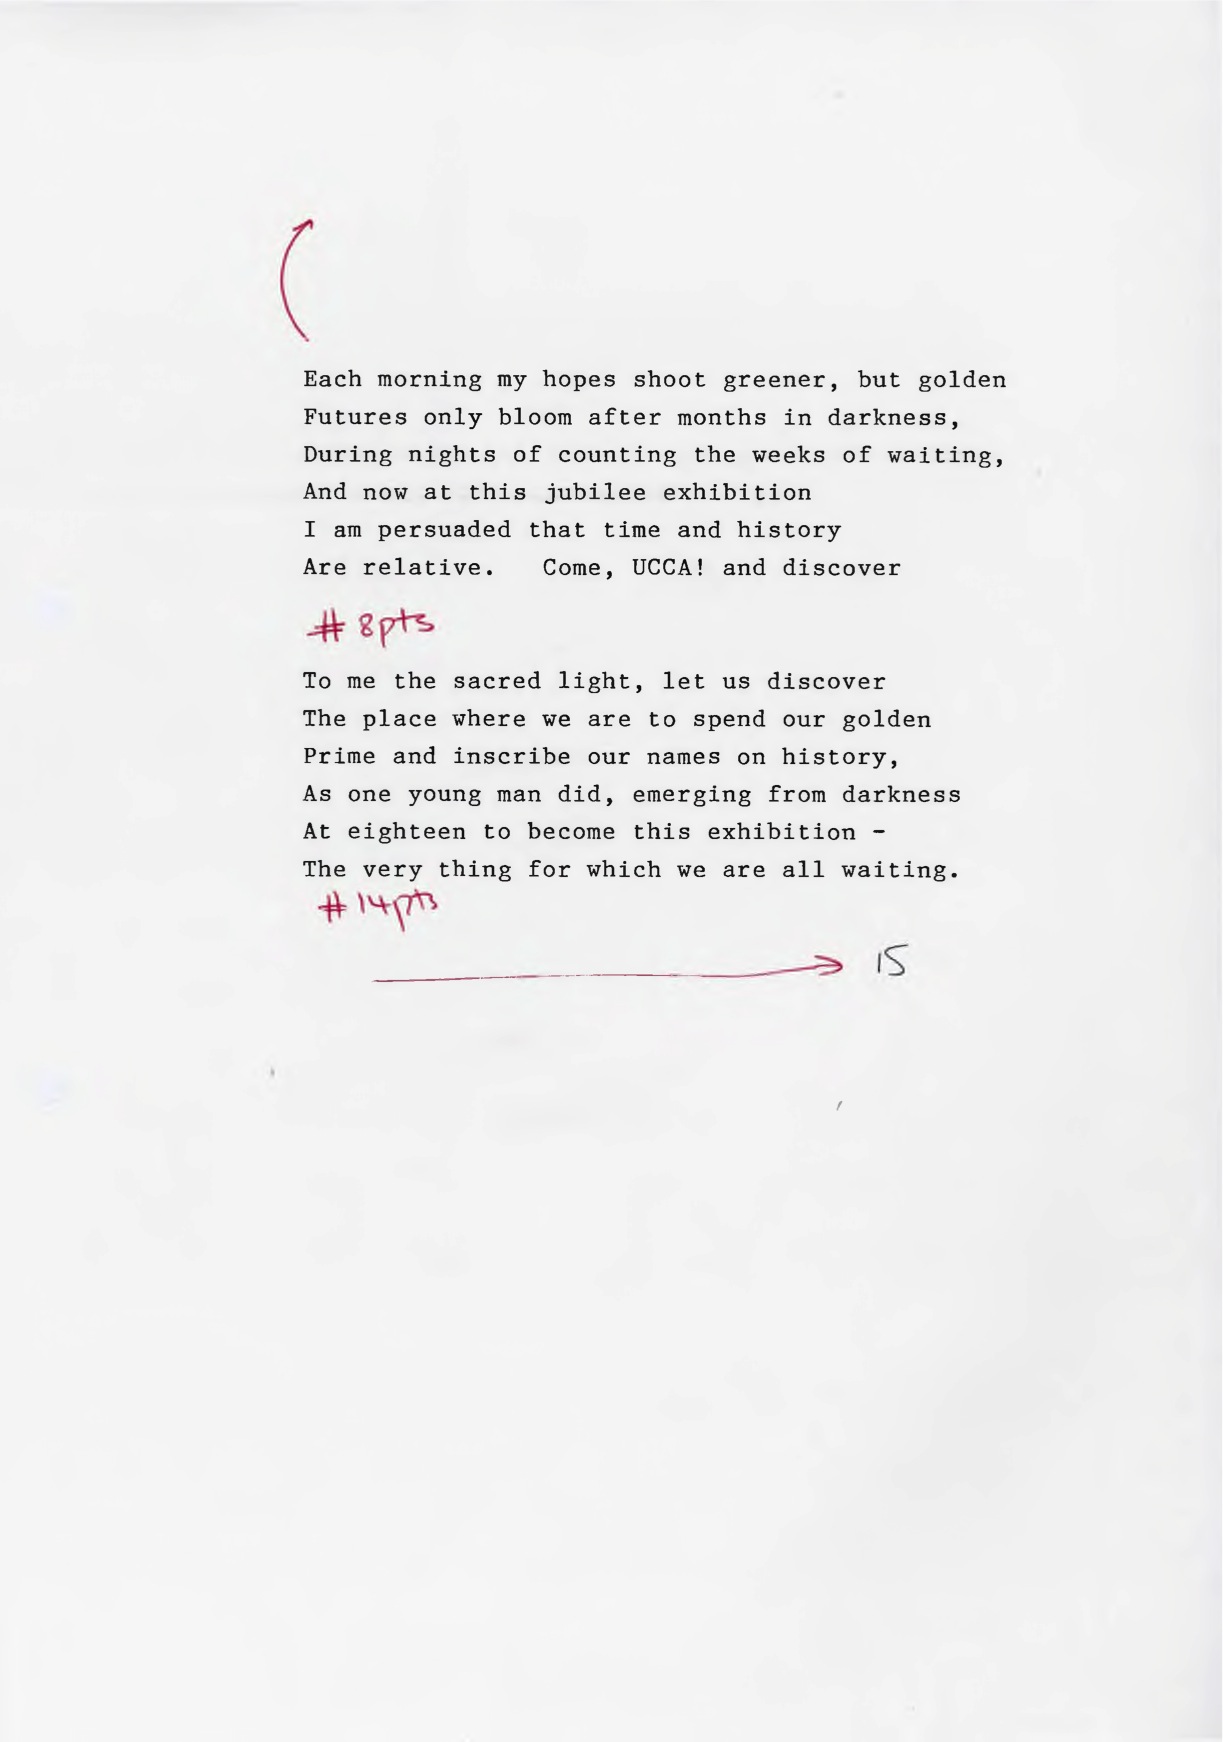 Each morning my hopes shoot greener, but golden
Futures only bloom after months in darkness,
During nights of counting the weeks of waiting,
And now at this jubilee exhibition
I am persuaded that time and history
Are relative.   Come, UCCA! and discover
# 8pts
To me the sacred light, let us discover
The place where we are to spend our golden
Prime and inscribe our names on history,
As one young man did, emerging from darkness
At eighteen to become this exhibition -
The very thing for which we are all waiting.
# 14pts
15